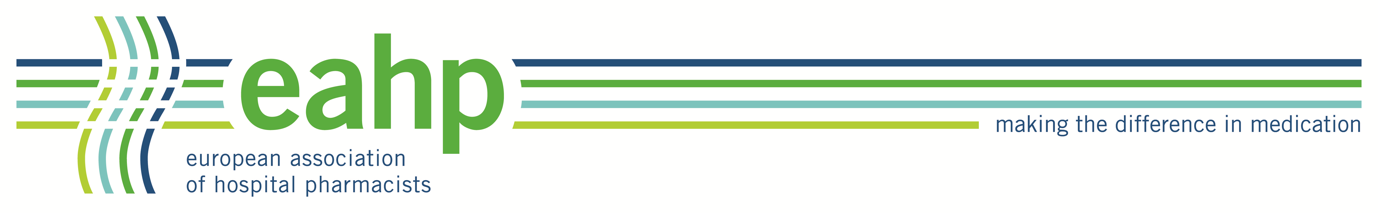 eahp
european association
of hospital pharmacists
making the difference in medication